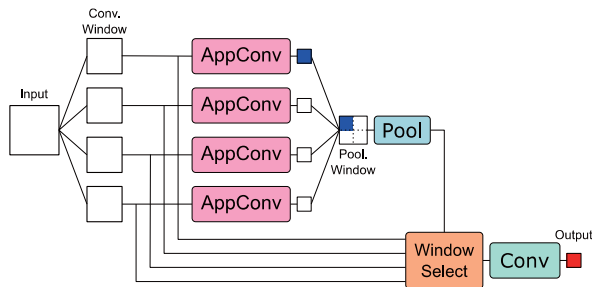 Conv.
Window
Input
AppConv
AppConv
AppConv
AppConv
Pool
Pool.
Window
Window
Select
Conv
Output